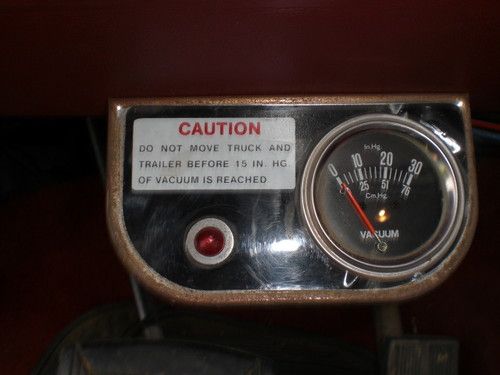 CAUTION
DO NOT MOVE TRUCK AND
TRAILER BEFORE 15 IN. HG.
OF VACUUM IS REACHED
In.Hg.
0 10 20 30
25 51 76
Cm.Hg.
VACUUM